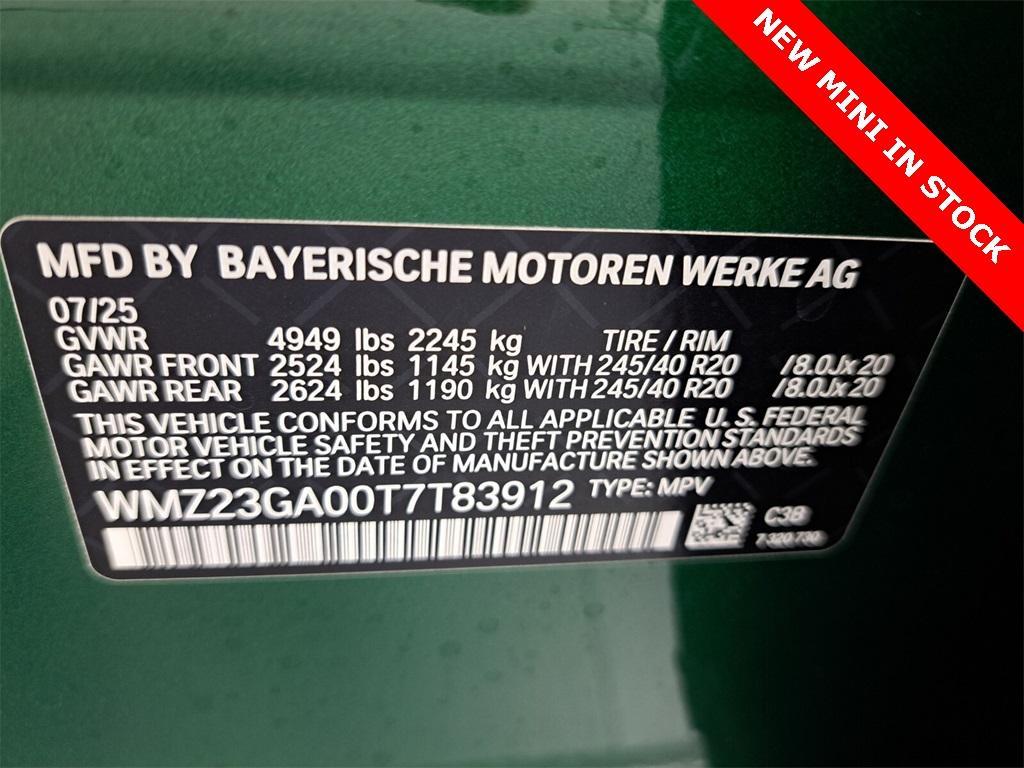 NEW MINI IN STOCK
MFD BY BAYERISCHE MOTOREN WERKE AG
07/25
GVWR 4949 lbs 2245 kg TIRE / RIM
GAWR FRONT 2524 lbs 1145 kg WITH 245/40 R20 /8.0Jx20
GAWR REAR 2624 lbs 1190 kg WITH 245/40 R20 /8.0Jx20
THIS VEHICLE CONFORMS TO ALL APPLICABLE U.S. FEDERAL
MOTOR VEHICLE SAFETY AND THEFT PREVENTION STANDARDS
IN EFFECT ON THE DATE OF MANUFACTURE SHOWN ABOVE.
WMZ23GA00T7T83912 TYPE: MPV
C3B
7 320 730